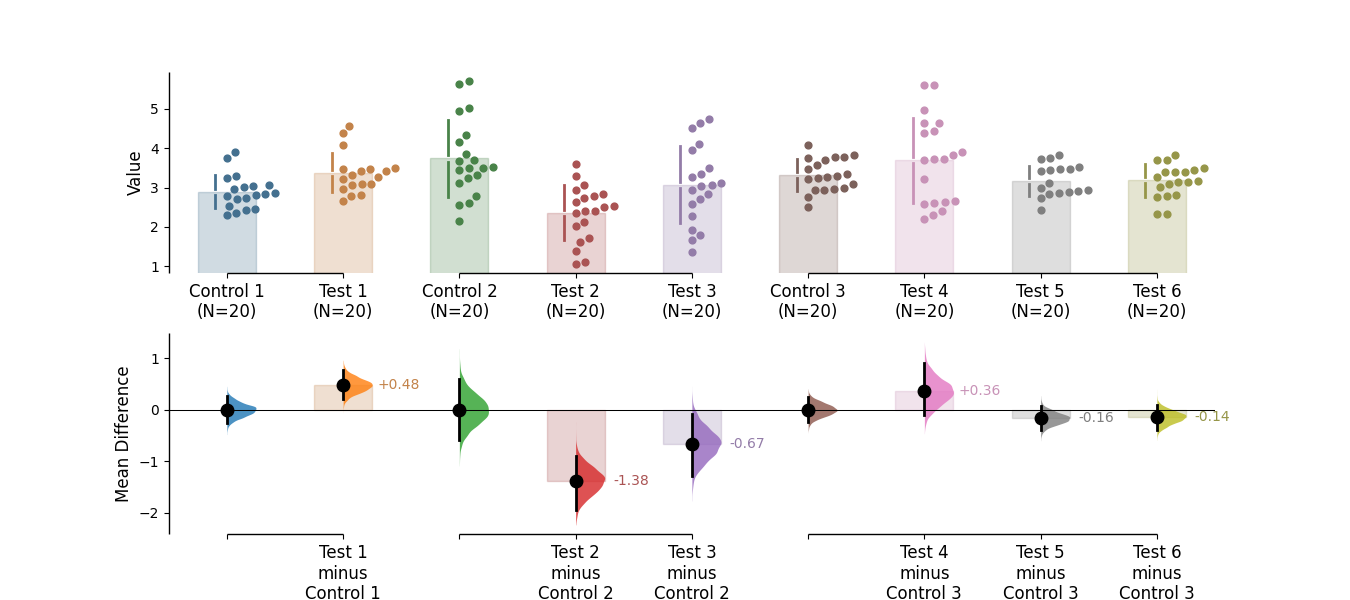 Value
5
4
3
2
1
Control 1
(N=20)
Test 1
(N=20)
Control 2
(N=20)
Test 2
(N=20)
Test 3
(N=20)
Control 3
(N=20)
Test 4
(N=20)
Test 5
(N=20)
Test 6
(N=20)
Mean Difference
1
0
−1
−2
+0.48
-1.38
-0.67
+0.36
-0.16
-0.14
Test 1
minus
Control 1
Test 2
minus
Control 2
Test 3
minus
Control 2
Test 4
minus
Control 3
Test 5
minus
Control 3
Test 6
minus
Control 3